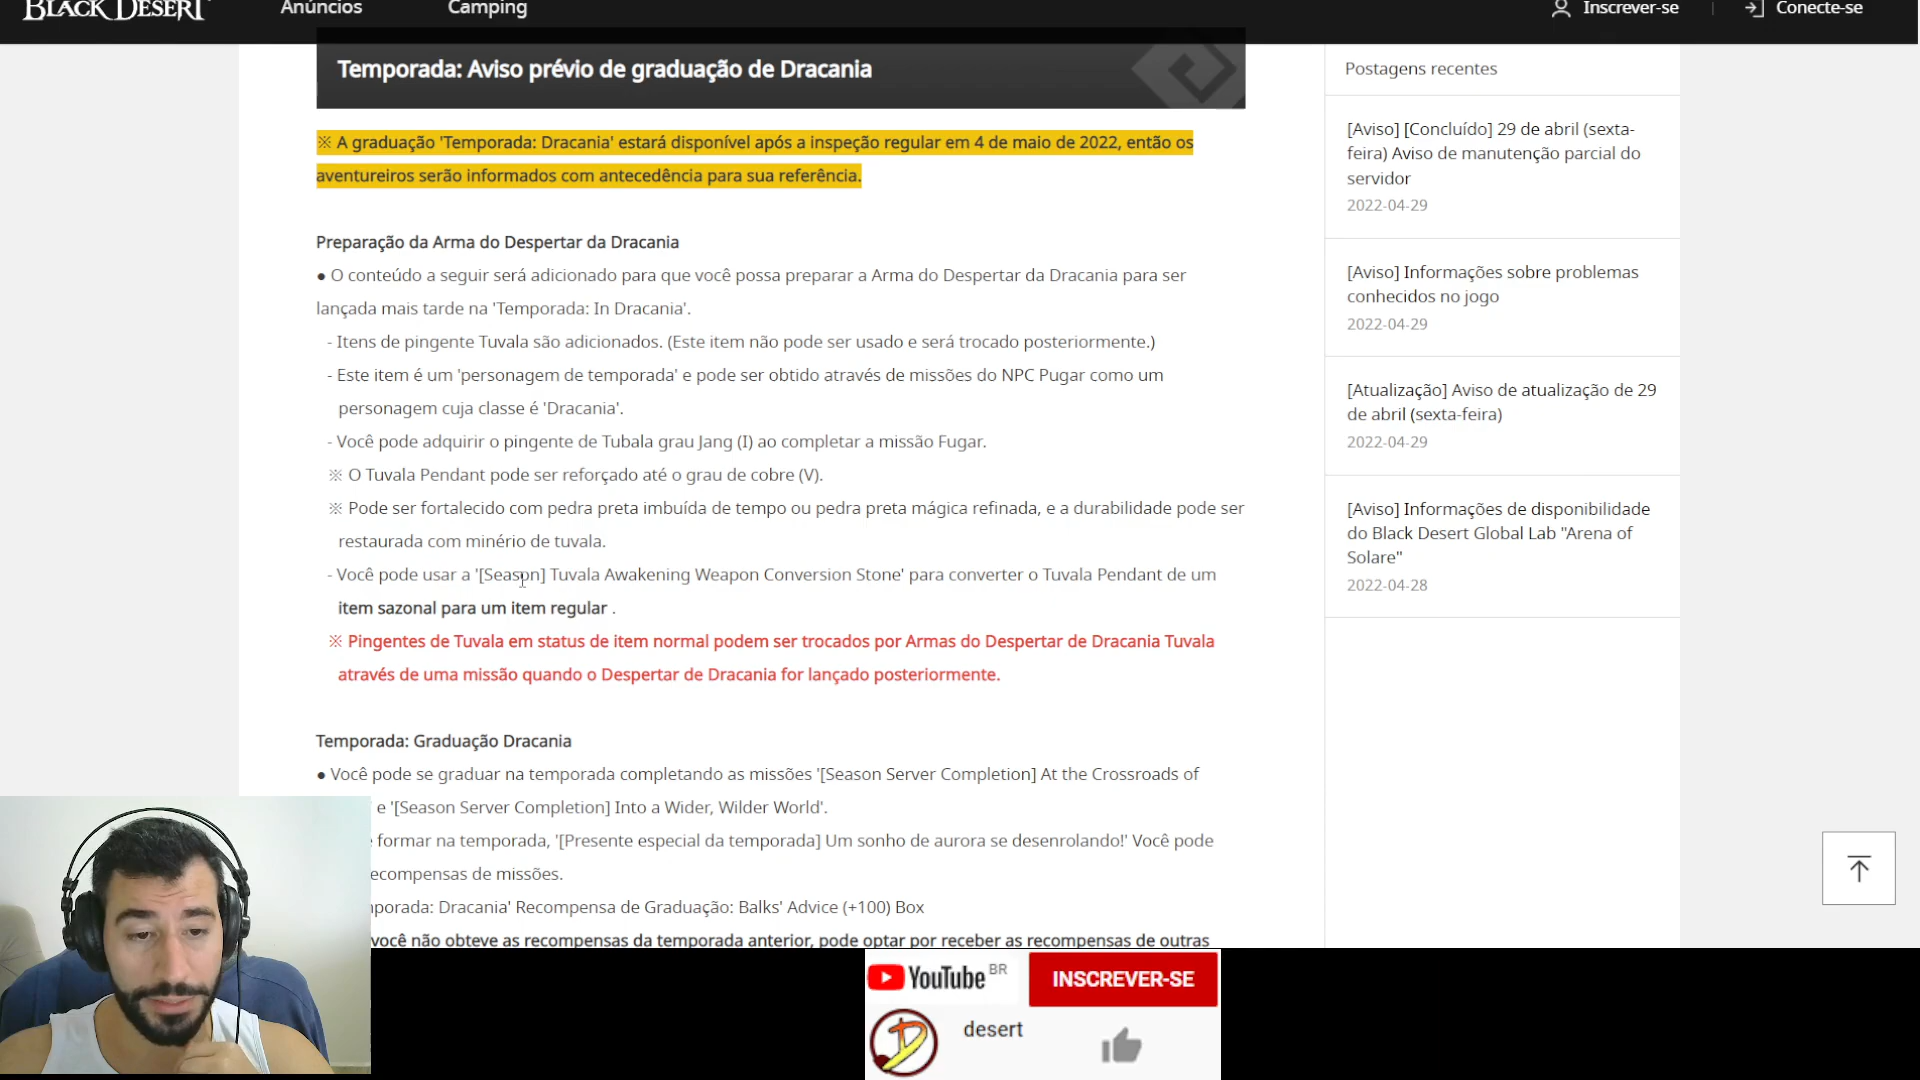 BLACK DESERT
Anúncios
Camping
Inscrever-se
Conecte-se
Temporada: Aviso prévio de graduação de Dracania
※ A graduação 'Temporada: Dracania' estará disponível após a inspeção regular em 4 de maio de 2022, então os
aventureiros serão informados com antecedência para sua referência.
Preparação da Arma do Despertar da Dracania
● O conteúdo a seguir será adicionado para que você possa preparar a Arma do Despertar da Dracania para ser
lançada mais tarde na 'Temporada: In Dracania'.
- Itens de pingente Tuvala são adicionados. (Este item não pode ser usado e será trocado posteriormente.)
- Este item é um 'personagem de temporada' e pode ser obtido através de missões do NPC Pugar como um
personagem cuja classe é 'Dracania'.
- Você pode adquirir o pingente de Tubala grau Jang (I) ao completar a missão Fugar.
※ O Tuvala Pendant pode ser reforçado até o grau de cobre (V).
※ Pode ser fortalecido com pedra preta imbuída de tempo ou pedra preta mágica refinada, e a durabilidade pode ser
restaurada com minério de tuvala.
- Você pode usar a '[Season] Tuvala Awakening Weapon Conversion Stone' para converter o Tuvala Pendant de um
item sazonal para um item regular .
※ Pingentes de Tuvala em status de item normal podem ser trocados por Armas do Despertar de Dracania Tuvala
através de uma missão quando o Despertar de Dracania for lançado posteriormente.
Temporada: Graduação Dracania
● Você pode se graduar na temporada completando as missões '[Season Server Completion] At the Crossroads of
e '[Season Server Completion] Into a Wider, Wilder World'.
formar na temporada, '[Presente especial da temporada] Um sonho de aurora se desenrolando!' Você pode
ecompensas de missões.
nporada: Dracania' Recompensa de Graduação: Balks' Advice (+100) Box
você não obteve as recompensas da temporada anterior, pode optar por receber as recompensas de outras
Postagens recentes
[Aviso] [Concluído] 29 de abril (sexta-
feira) Aviso de manutenção parcial do
servidor
2022-04-29
[Aviso] Informações sobre problemas
conhecidos no jogo
2022-04-29
[Atualização] Aviso de atualização de 29
de abril (sexta-feira)
2022-04-29
[Aviso] Informações de disponibilidade
do Black Desert Global Lab "Arena of
Solare"
2022-04-28
YouTube BR
INSCREVER-SE
desert